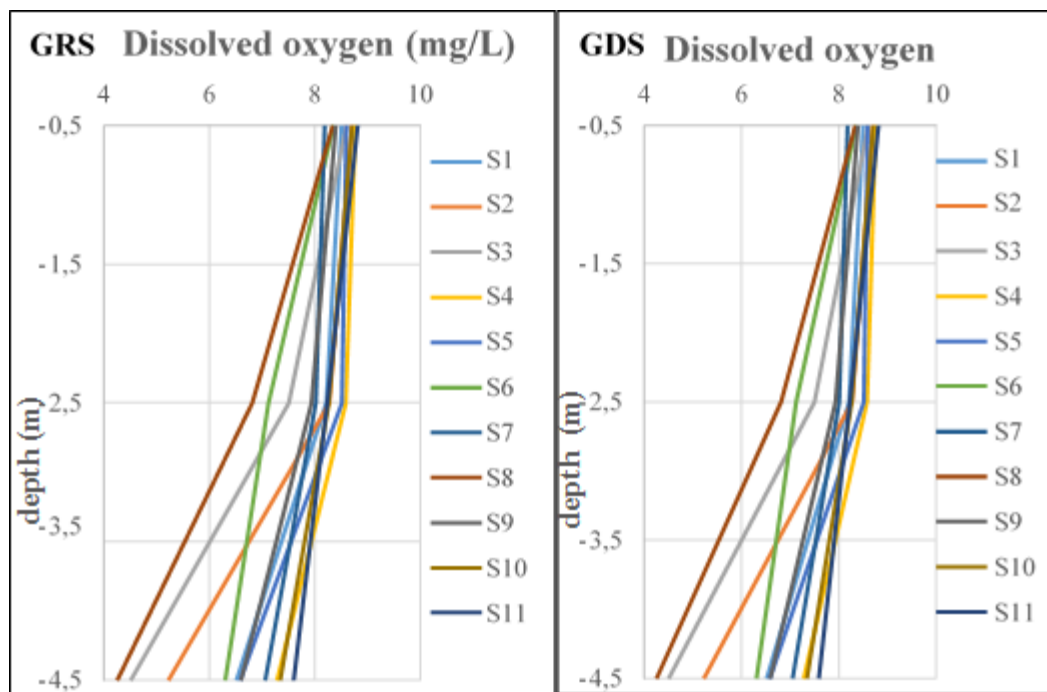 GRS Dissolved oxygen (mg/L)
4 6 8 10
-0,5
-1,5
-2,5
-3,5
-4,5
depth (m)
S1
S2
S3
S4
S5
S6
S7
S8
S9
S10
S11
GDS Dissolved oxygen
4 6 8 10
-0,5
-1,5
-2,5
-3,5
-4,5
depth (m)
S1
S2
S3
S4
S5
S6
S7
S8
S9
S10
S11